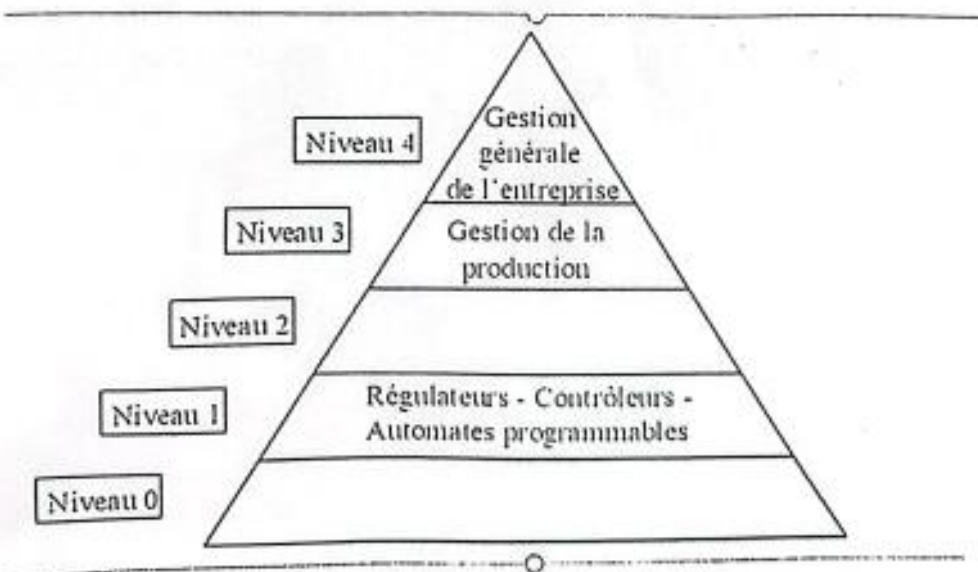 Niveau 4
Gestion
générale
de l'entreprise
Niveau 3
Gestion de la
production
Niveau 2
Niveau 1
Régulateurs - Contrôleurs -
Automates programmables
Niveau 0